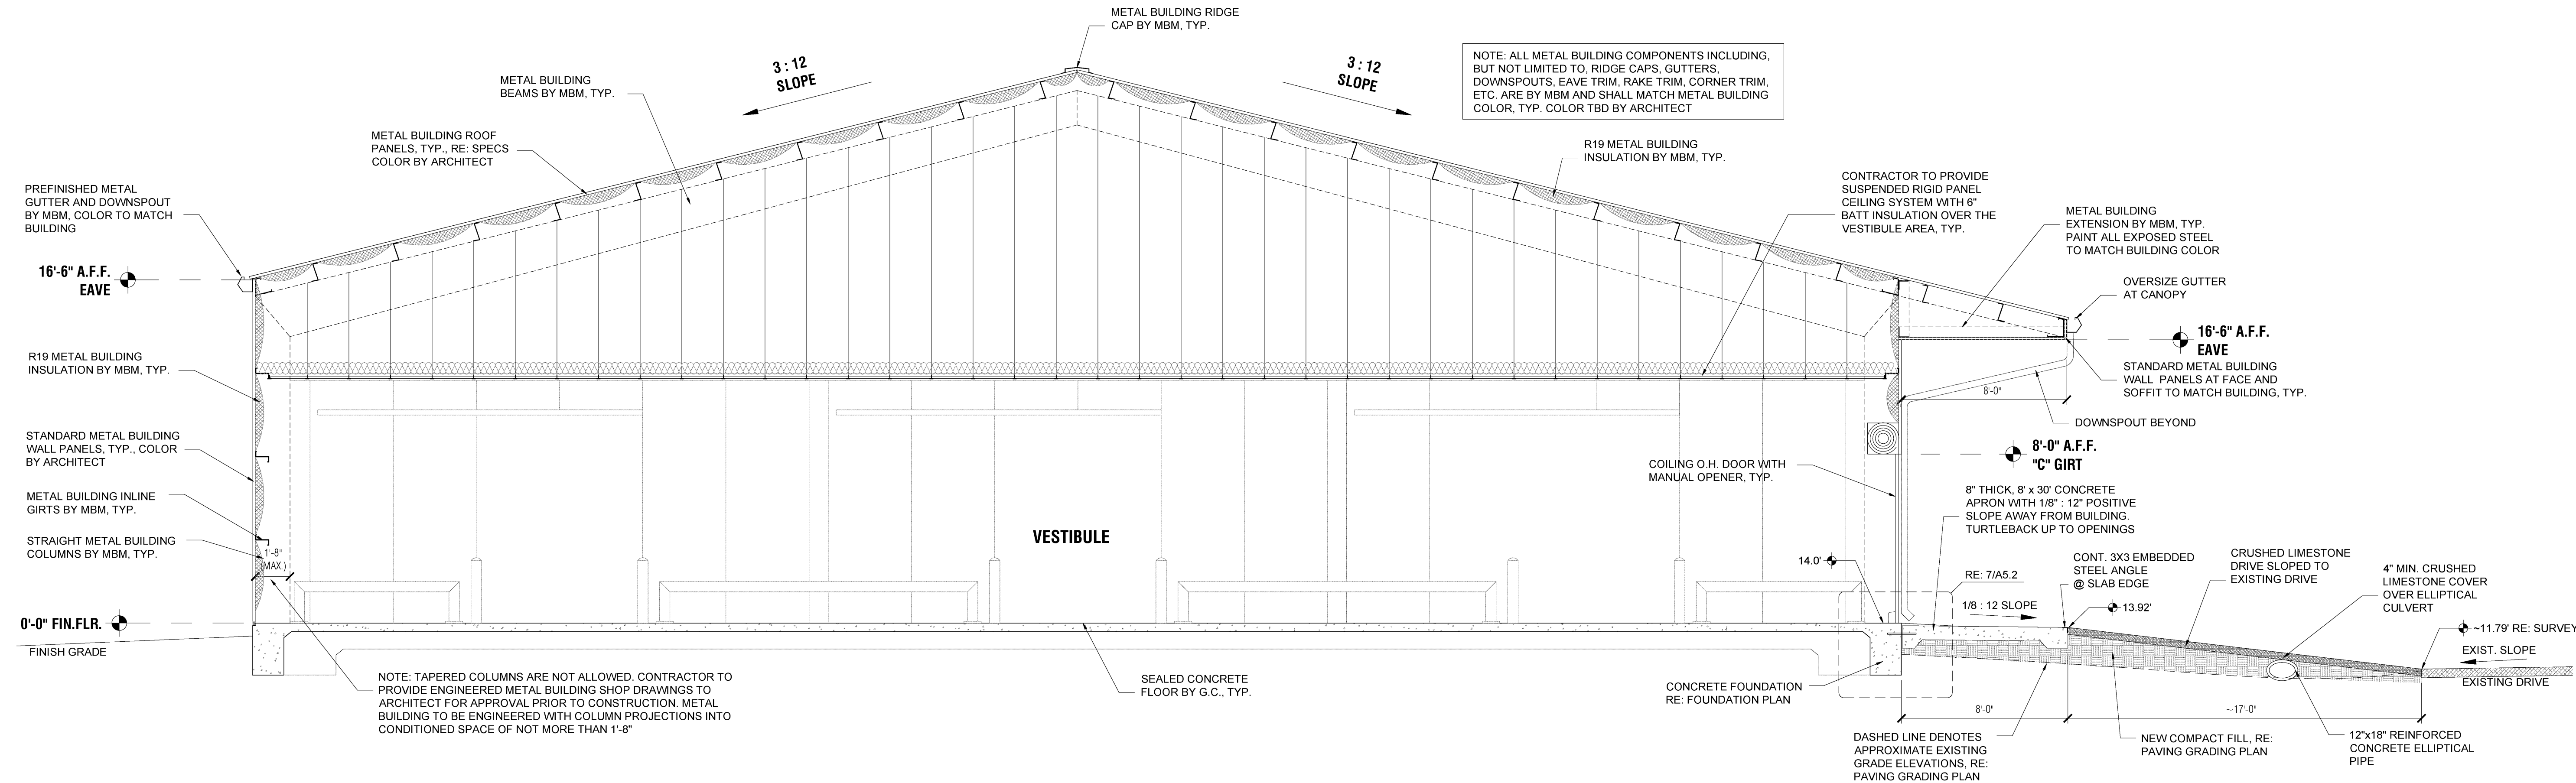 METAL BUILDING RIDGE
CAP BY MBM, TYP.
3 : 12
SLOPE
3 : 12
SLOPE
NOTE: ALL METAL BUILDING COMPONENTS INCLUDING,
BUT NOT LIMITED TO, RIDGE CAPS, GUTTERS,
DOWNSPOUTS, EAVE TRIM, RAKE TRIM, CORNER TRIM,
ETC. ARE BY MBM AND SHALL MATCH METAL BUILDING
COLOR, TYP. COLOR TBD BY ARCHITECT
METAL BUILDING
BEAMS BY MBM, TYP.
METAL BUILDING ROOF
PANELS, TYP., RE: SPECS
COLOR BY ARCHITECT
R19 METAL BUILDING
INSULATION BY MBM, TYP.
CONTRACTOR TO PROVIDE
SUSPENDED RIGID PANEL
CEILING SYSTEM WITH 6"
BATT INSULATION OVER THE
VESTIBULE AREA, TYP.
PREFINISHED METAL
GUTTER AND DOWNSPOUT
BY MBM, COLOR TO MATCH
BUILDING
METAL BUILDING
EXTENSION BY MBM, TYP.
PAINT ALL EXPOSED STEEL
TO MATCH BUILDING COLOR
16'-6" A.F.F.
EAVE
OVERSIZE GUTTER
AT CANOPY
16'-6" A.F.F.
EAVE
R19 METAL BUILDING
INSULATION BY MBM, TYP.
STANDARD METAL BUILDING
WALL PANELS AT FACE AND
SOFFIT TO MATCH BUILDING, TYP.
8'-0"
DOWNSPOUT BEYOND
STANDARD METAL BUILDING
WALL PANELS, TYP., COLOR
BY ARCHITECT
8'-0" A.F.F.
"C" GIRT
COILING O.H. DOOR WITH
MANUAL OPENER, TYP.
METAL BUILDING INLINE
GIRTS BY MBM, TYP.
8" THICK, 8' x 30' CONCRETE
APRON WITH 1/8" : 12" POSITIVE
SLOPE AWAY FROM BUILDING.
TURTLEBACK UP TO OPENINGS
STRAIGHT METAL BUILDING
COLUMNS BY MBM, TYP.
1'-8"
(MAX.)
VESTIBULE
14.0'
CONT. 3X3 EMBEDDED
STEEL ANGLE
@ SLAB EDGE
CRUSHED LIMESTONE
DRIVE SLOPED TO
EXISTING DRIVE
4" MIN. CRUSHED
LIMESTONE COVER
OVER ELLIPTICAL
CULVERT
RE: 7/A5.2
1/8 : 12 SLOPE
13.92'
0'-0" FIN.FLR.
~11.79' RE: SURVEY
FINISH GRADE
EXIST. SLOPE
EXISTING DRIVE
NOTE: TAPERED COLUMNS ARE NOT ALLOWED. CONTRACTOR TO
PROVIDE ENGINEERED METAL BUILDING SHOP DRAWINGS TO
ARCHITECT FOR APPROVAL PRIOR TO CONSTRUCTION. METAL
BUILDING TO BE ENGINEERED WITH COLUMN PROJECTIONS INTO
CONDITIONED SPACE OF NOT MORE THAN 1'-8"
SEALED CONCRETE
FLOOR BY G.C., TYP.
CONCRETE FOUNDATION
RE: FOUNDATION PLAN
8'-0"
~17'-0"
DASHED LINE DENOTES
APPROXIMATE EXISTING
GRADE ELEVATIONS, RE:
PAVING GRADING PLAN
NEW COMPACT FILL, RE:
PAVING GRADING PLAN
12"x18" REINFORCED
CONCRETE ELLIPTICAL
PIPE